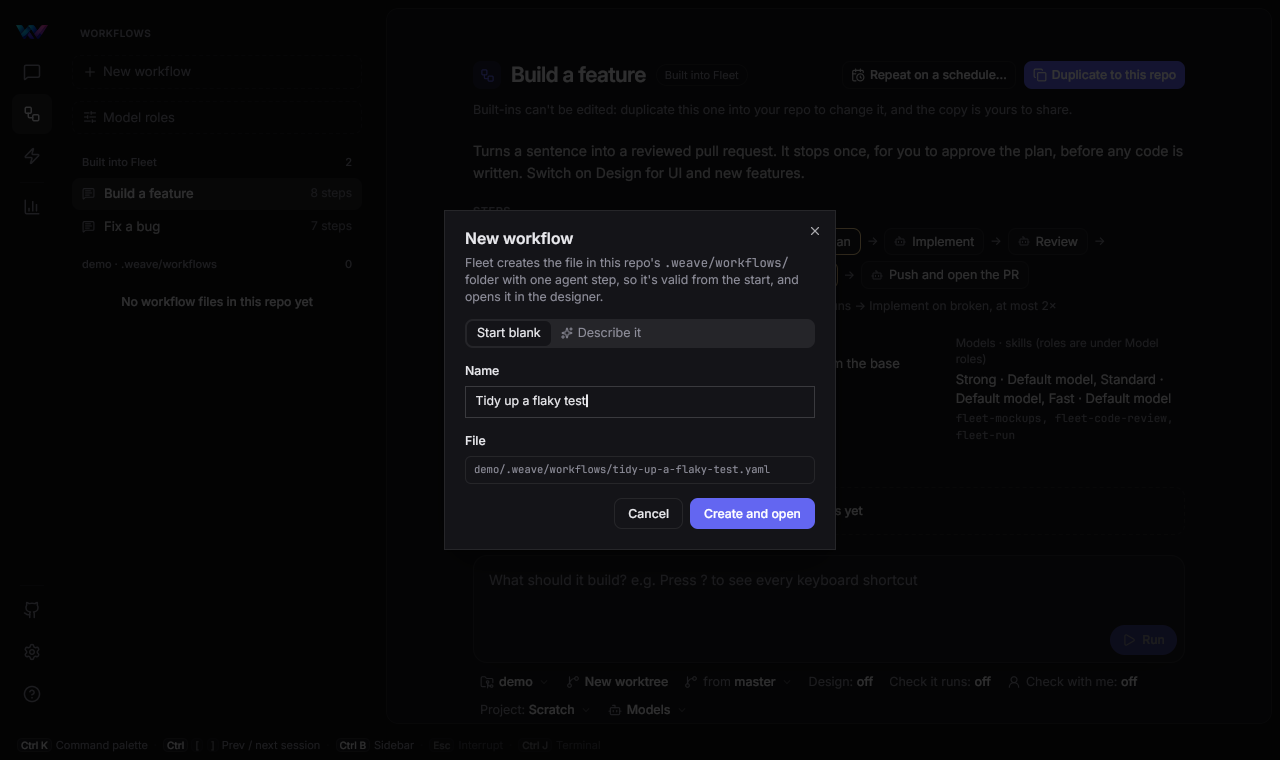 WORKFLOWS
New workflow
Model roles
Built into Fleet 2
Build a feature 8 steps
Fix a bug 7 steps
demo · .weave/workflows 0
No workflow files in this repo yet
Build a feature Built into Fleet Repeat on a schedule... Duplicate to this repo
Built-ins can't be edited: duplicate this one into your repo to change it, and the copy is yours to share.
Turns a sentence into a reviewed pull request. It stops once, for you to approve the plan, before any code is
written. Switch on Design for UI and new features.
STEPS
→ Implement → Review →
→ Push and open the PR
→ Implement on broken, at most 2×
the base
Models · skills (roles are under Model
roles)
Strong · Default model, Standard ·
Default model, Fast · Default model
fleet-mockups, fleet-code-review,
fleet-run
yet
New workflow
Fleet creates the file in this repo's .weave/workflows/
folder with one agent step, so it's valid from the start, and
opens it in the designer.
Start blank Describe it
Name
Tidy up a flaky test
File
demo/.weave/workflows/tidy-up-a-flaky-test.yaml
Cancel Create and open
What should it build? e.g. Press ? to see every keyboard shortcut
Run
demo New worktree from master Design: off Check it runs: off Check with me: off
Project: Scratch Models
Ctrl K Command palette Ctrl [ ] Prev / next session Ctrl B Sidebar Esc Interrupt Ctrl J Terminal